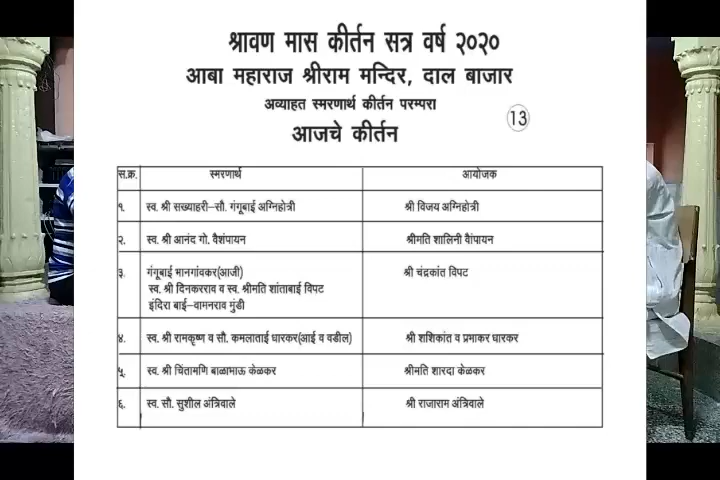 श्रावण मास कीर्तन सत्र वर्ष २०२०
आबा महाराज श्रीराम मन्दिर, दाल बाजार
अव्याहत स्मरणार्थ कीर्तन परम्परा
13
आजचे कीर्तन
स.क्र. स्मरणार्थ आयोजक
१. स्व. श्री सख्याहरी–सौ. गंगूबाई अग्निहोत्री श्री विजय अग्निहोत्री
२. स्व. श्री आनंद गो. वैशंपायन श्रीमति शालिनी वैंापायन
३. गंगूबाई मानगांवकर(आजी) श्री चंद्रकांत विपट
स्व. श्री दिनकरराव व स्व. श्रीमति शांताबाई विपट
इंदिरा बाई–वामनराव मुंडी
४. स्व. श्री रामकृष्ण व सौ. कमलाताई धारकर(आई व वडील) श्री शशिकांत व प्रभाकर धारकर
५. स्व. श्री चिंतामणि बाळाभाऊ केळकर श्रीमति शारदा केळकर
६. स्व. सौ. सुशील अंत्रिवाले श्री राजाराम अंत्रिवाले